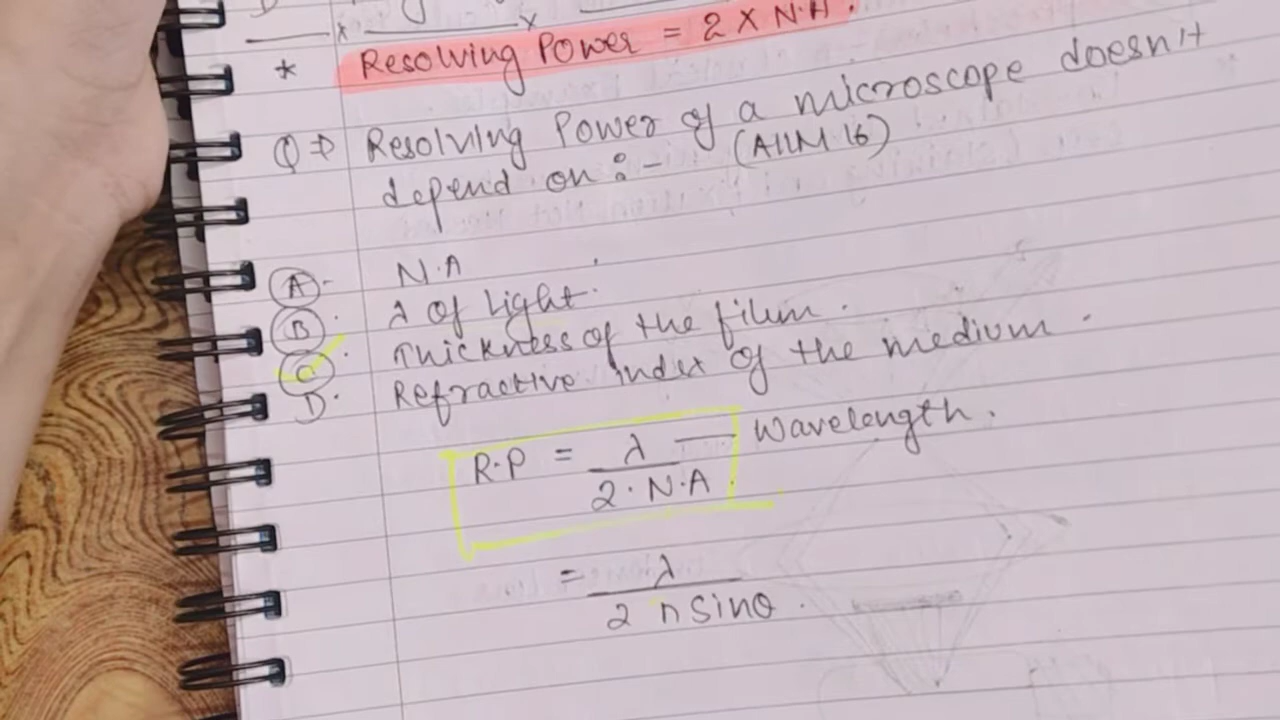 * Resolving Power = 2 X N.A.
Q ⇒ Resolving Power of a microscope doesn't
depend on :- (AIIM 16)
A - N.A
B. λ of light.
C. Thickness of the filum.
D. Refractive index of the medium.
R.P = λ / 2. N.A. — Wavelength.
= λ / 2 n sinθ.